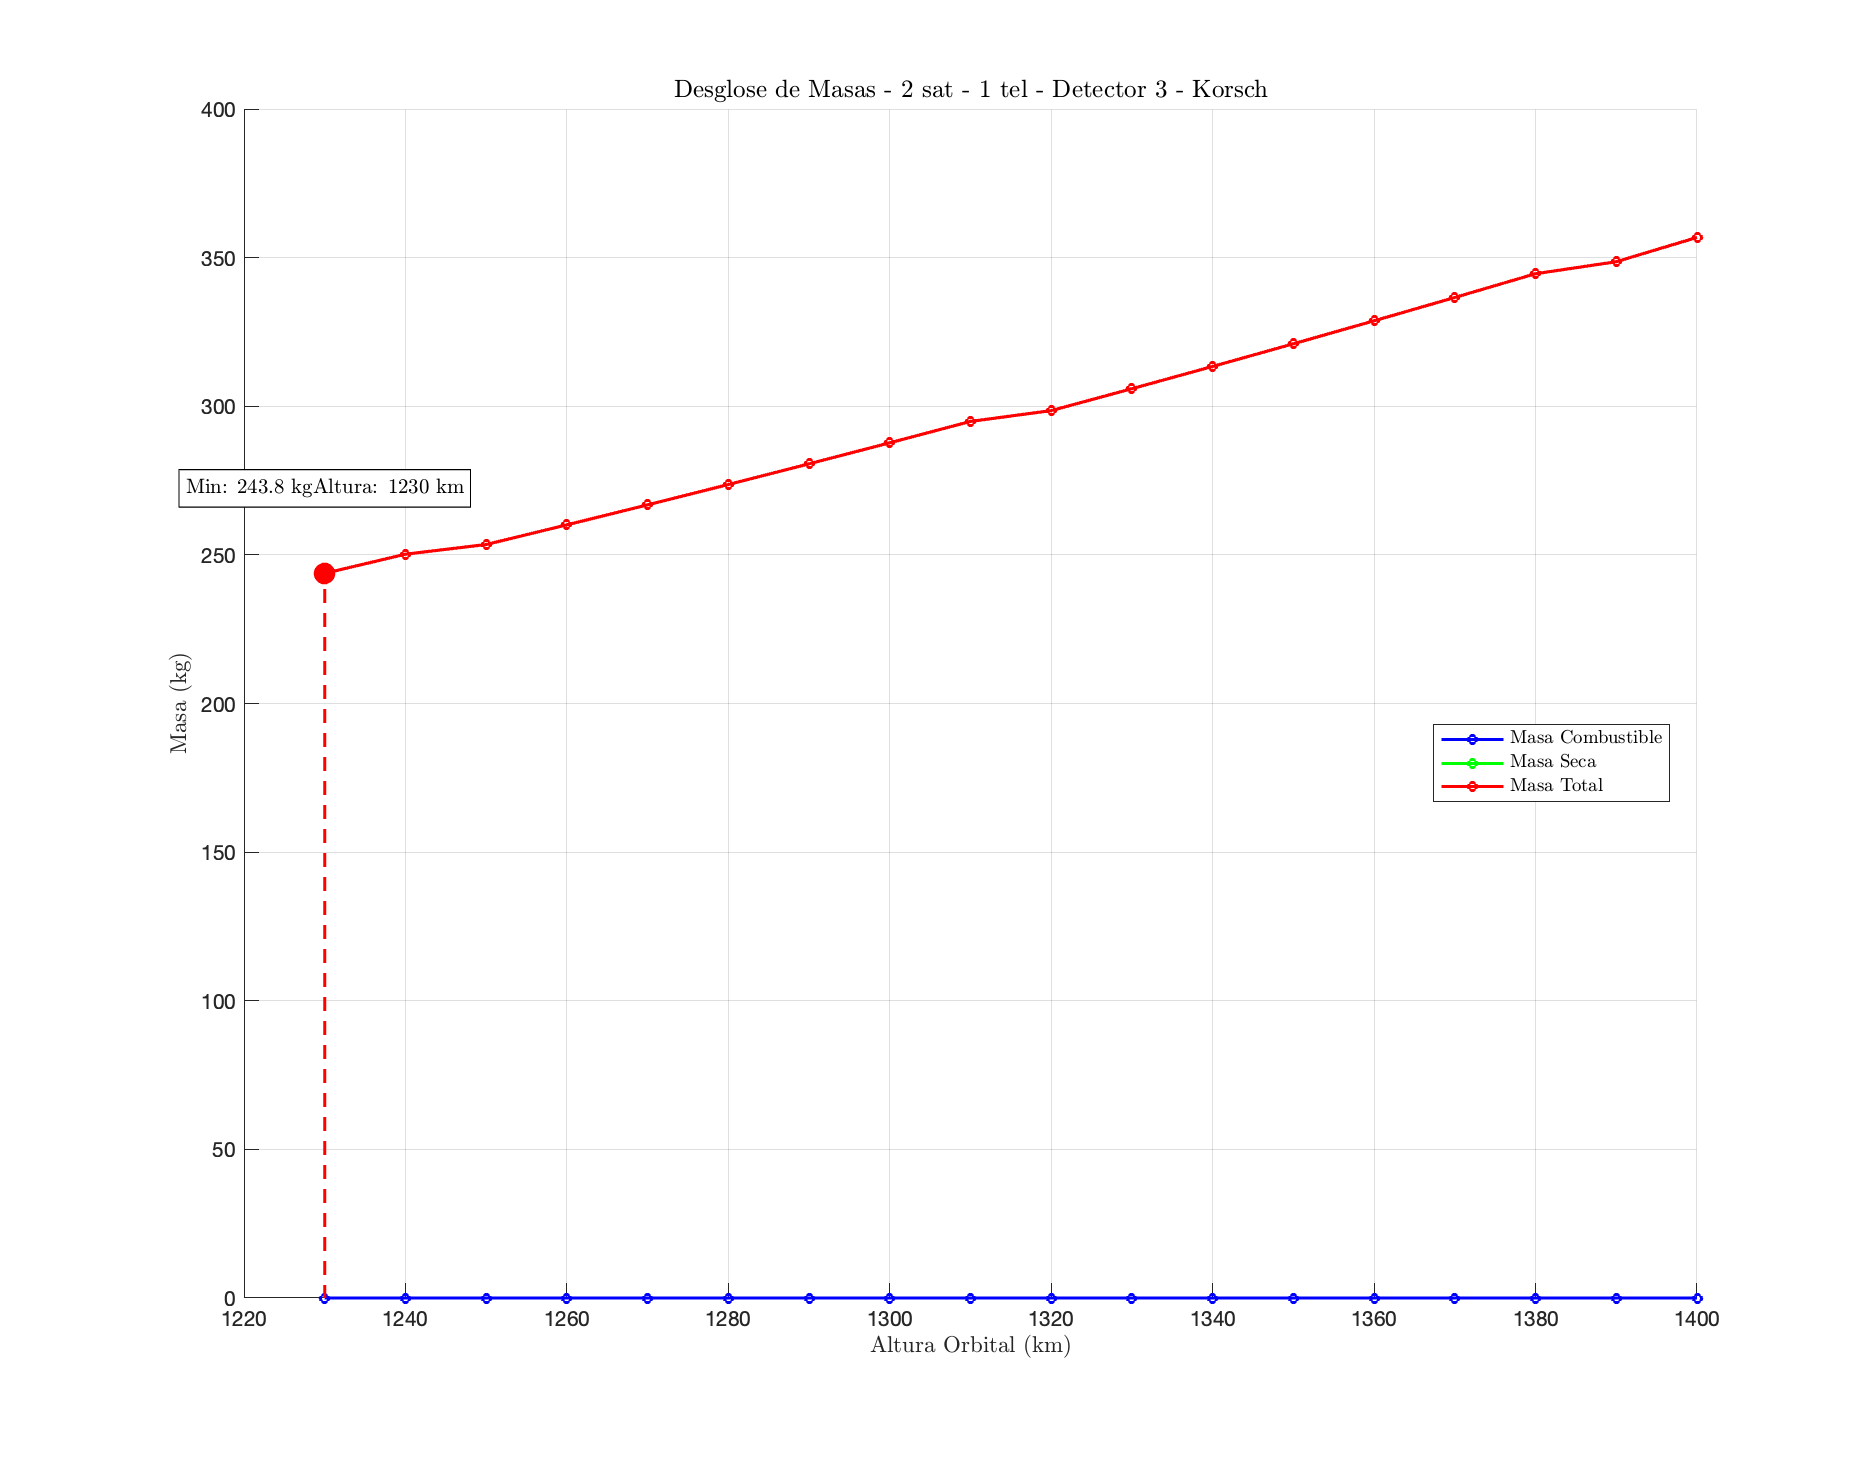 Desglose de Masas - 2 sat - 1 tel - Detector 3 - Korsch
400
350
300
250
200
150
100
50
0
Masa (kg)
Min: 243.8 kgAltura: 1230 km
Masa Combustible
Masa Seca
Masa Total
1220 1240 1260 1280 1300 1320 1340 1360 1380 1400
Altura Orbital (km)